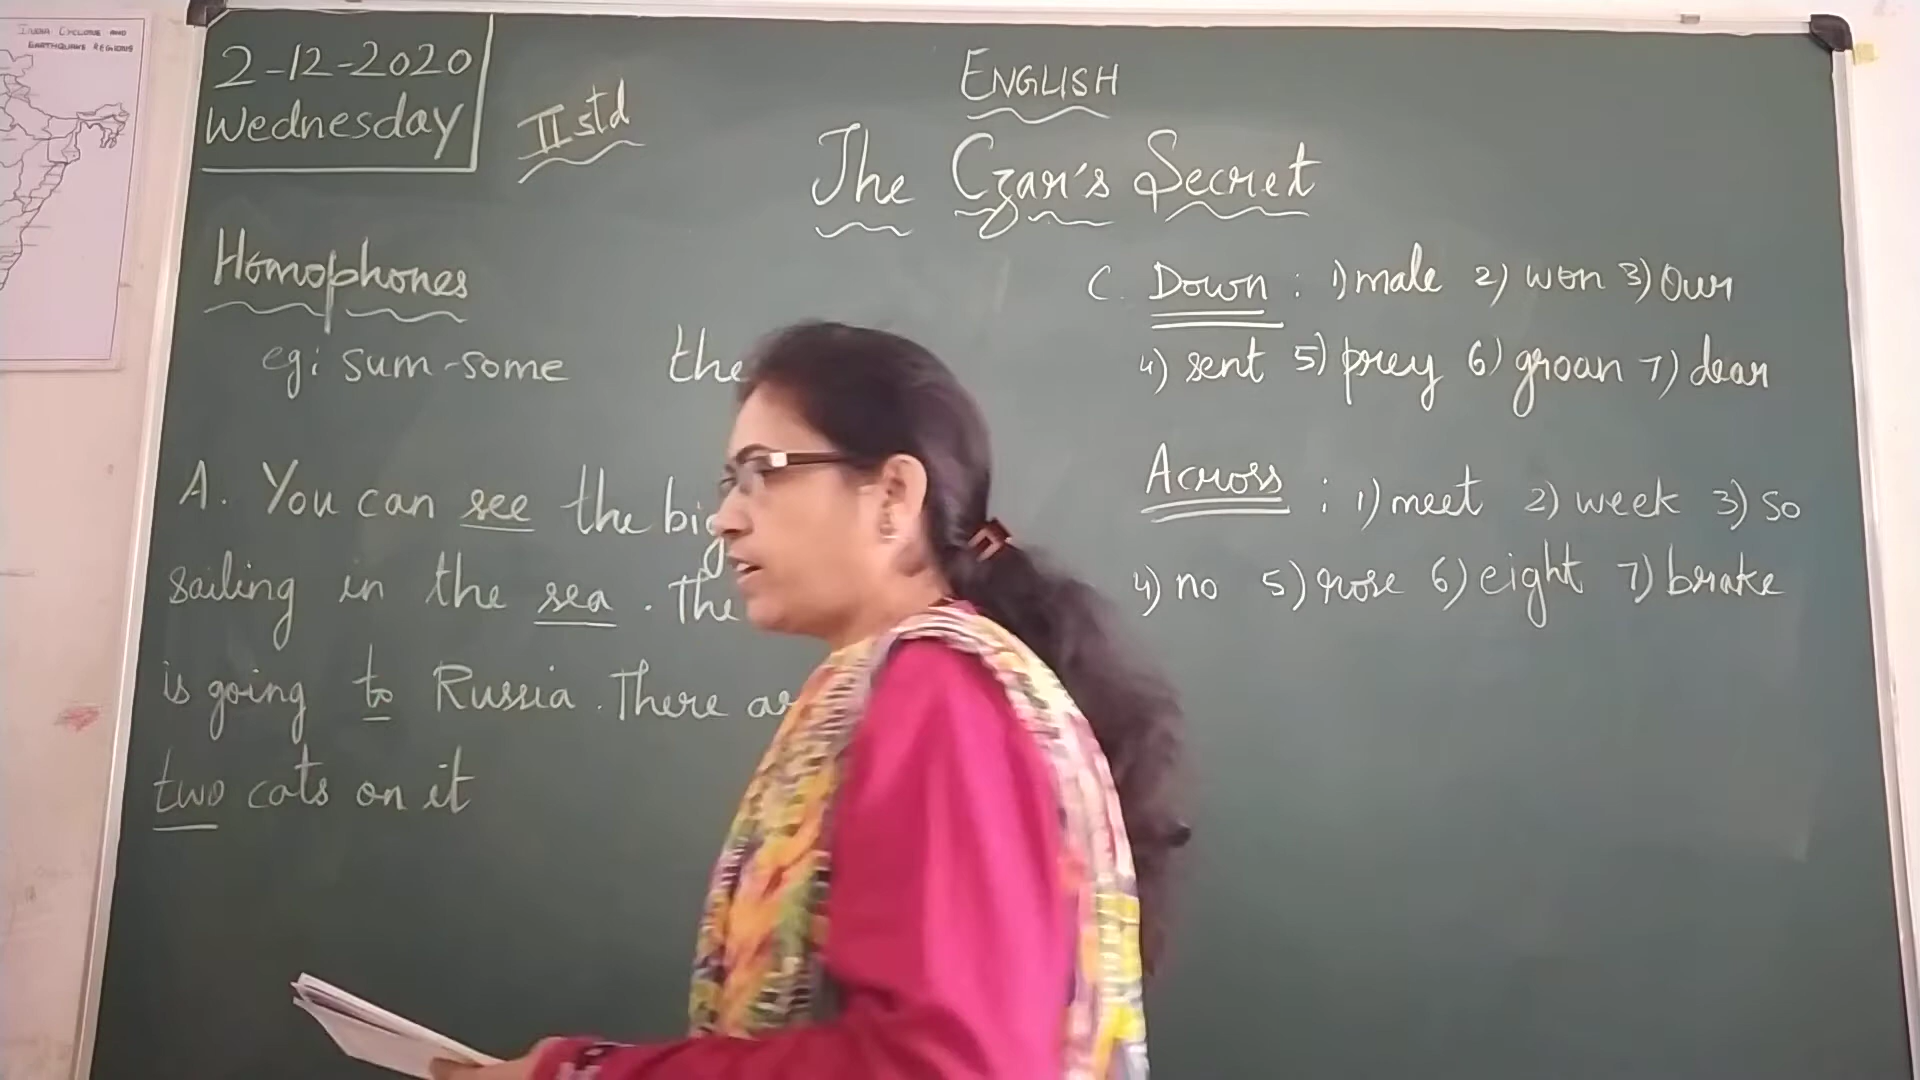 INDIA CYCLONE AND
EARTHQUAKE REGIONS
2-12-2020
Wednesday
II std
ENGLISH
The Czar's Secret
Homophones
eg: sum-some the
A. You can see the big
sailing in the sea. The
is going to Russia. There
two cats on it
C. Down : 1) male 2) won 3) Our
4) sent 5) prey 6) groan 7) dear
Across : 1) meet 2) week 3) so
4) no 5) rose 6) eight 7) brake